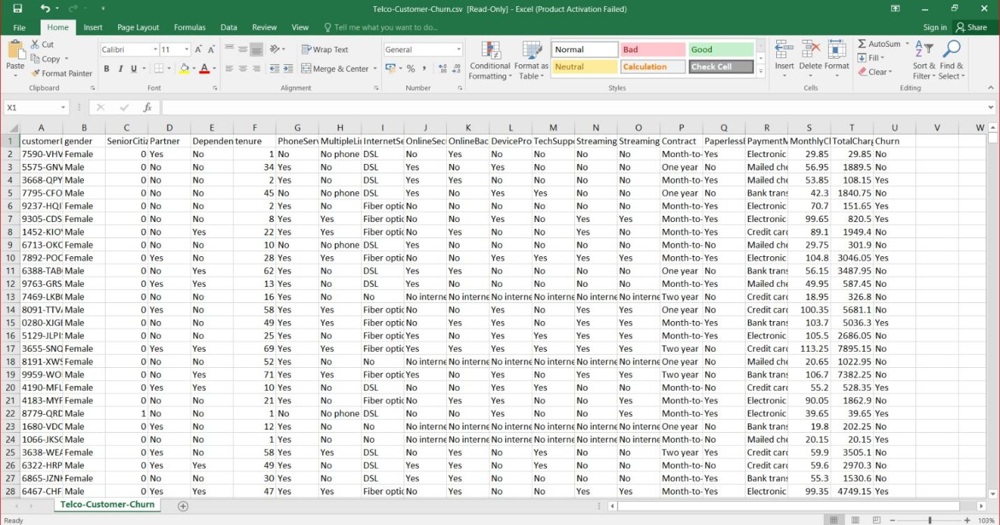 Telco-Customer-Churn.csv [Read-Only] - Excel (Product Activation Failed)
File Home Insert Page Layout Formulas Data Review View Tell me what you want to do... Sign in Share
Paste Cut Copy Format Painter Calibri 11 A A Wrap Text General Conditional Formatting Format as Table Normal Bad Good Insert Delete Format AutoSum Fill Clear Sort & Filter Find & Select
B I U A Merge & Center % , Neutral Calculation Check Cell
Clipboard Font Alignment Number Styles Cells Editing
X1 fx
A B C D E F G H I J K L M N O P Q R S T U V W
1 customerI gender SeniorCitiz Partner Dependen tenure PhoneServ MultipleLi InternetSe OnlineSecu OnlineBac DevicePro TechSuppo Streaming Streaming Contract Paperless PaymentM MonthlyCl TotalCharg Churn
2 7590-VHV Female 0 Yes No 1 No No phone DSL No Yes No No No No Month-to- Yes Electronic 29.85 29.85 No
3 5575-GNV Male 0 No No 34 Yes No DSL Yes No Yes No No No One year No Mailed che 56.95 1889.5 No
4 3668-QPY Male 0 No No 2 Yes No DSL Yes Yes No No No No Month-to- Yes Mailed che 53.85 108.15 Yes
5 7795-CFO Male 0 No No 45 No No phone DSL Yes No Yes Yes No No One year No Bank trans 42.3 1840.75 No
6 9237-HQI Female 0 No No 2 Yes No Fiber optic No No No No No No Month-to- Yes Electronic 70.7 151.65 Yes
7 9305-CDS Female 0 No No 8 Yes Yes Fiber optic No No Yes No Yes Yes Month-to- Yes Electronic 99.65 820.5 Yes
8 1452-KIO Male 0 No Yes 22 Yes Yes Fiber optic No Yes No No Yes No Month-to- Yes Credit card 89.1 1949.4 No
9 6713-OKC Female 0 No No 10 No No phone DSL Yes No No No No No Month-to- No Mailed che 29.75 301.9 No
10 7892-POO Female 0 Yes No 28 Yes Yes Fiber optic No No Yes Yes Yes Yes Month-to- Yes Electronic 104.8 3046.05 Yes
11 6388-TAB Male 0 No Yes 62 Yes No DSL Yes Yes No No No No One year No Bank trans 56.15 3487.95 No
12 9763-GRS Male 0 Yes Yes 13 Yes No DSL Yes No No No No No Month-to- Yes Mailed che 49.95 587.45 No
13 7469-LKB Male 0 No No 16 Yes No No No interne No interne No interne No interne No interne No interne Two year No Credit card 18.95 326.8 No
14 8091-TTV Male 0 Yes No 58 Yes Yes Fiber optic No No Yes No Yes Yes One year No Credit card 100.35 5681.1 No
15 0280-XJG Male 0 No No 49 Yes Yes Fiber optic No Yes Yes No Yes Yes Month-to- Yes Bank trans 103.7 5036.3 Yes
16 5129-JLPI Male 0 No No 25 Yes No Fiber optic Yes No Yes Yes Yes Yes Month-to- Yes Electronic 105.5 2686.05 No
17 3655-SNQ Female 0 Yes Yes 69 Yes Yes Fiber optic Yes Yes Yes Yes Yes Yes Two year No Credit card 113.25 7895.15 No
18 8191-XWS Female 0 No No 52 Yes No No No interne No interne No interne No interne No interne No interne One year No Mailed che 20.65 1022.95 No
19 9959-WO Male 0 No Yes 71 Yes Yes Fiber optic Yes No Yes No Yes Yes Two year No Bank trans 106.7 7382.25 No
20 4190-MFL Female 0 Yes Yes 10 Yes No DSL No No Yes Yes No No Month-to- No Credit card 55.2 528.35 Yes
21 4183-MYF Female 0 No No 21 Yes No Fiber optic No Yes Yes No No Yes Month-to- Yes Electronic 90.05 1862.9 No
22 8779-QRD Male 1 No No 1 No No phone DSL No No Yes No No Yes Month-to- Yes Electronic 39.65 39.65 Yes
23 1680-VDC Male 0 Yes No 12 Yes No No No interne No interne No interne No interne No interne No interne One year No Bank trans 19.8 202.25 No
24 1066-JKSG Male 0 No No 1 Yes No No No interne No interne No interne No interne No interne No interne Month-to- No Mailed che 20.15 20.15 Yes
25 3638-WEA Female 0 Yes No 58 Yes Yes DSL No Yes No Yes No No Two year Yes Credit card 59.9 3505.1 No
26 6322-HRP Male 0 Yes Yes 49 Yes No DSL Yes Yes No Yes No No Month-to- No Credit card 59.6 2970.3 No
27 6865-JZN Female 0 No No 30 Yes No DSL Yes Yes No No No No Month-to- Yes Bank trans 55.3 1530.6 No
28 6467-CHF Male 0 Yes Yes 47 Yes Yes Fiber optic No Yes No No Yes Yes Month-to- Yes Electronic 99.35 4749.15 Yes
Telco-Customer-Churn
Ready 103%